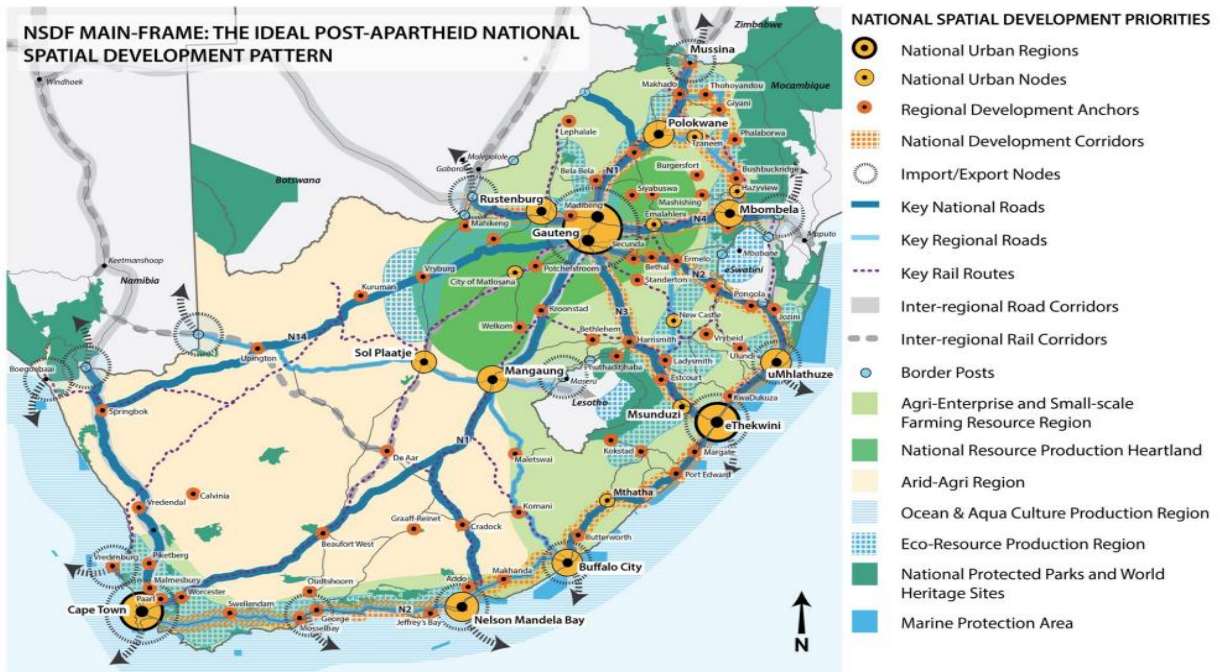 NSDF MAIN-FRAME: THE IDEAL POST-APARTHEID NATIONAL
SPATIAL DEVELOPMENT PATTERN
Zimbabwe
Mussina
Windhoek
Makhado
Thohoyandou
Mocambique
Giyani
Polokwane
Lephalale
Tzaneen
Phalaborwa
Molepolole
Botswana
Gaborone
Burgersfort
Bushbuckridge
Bela Bela
N1
Siyabuswa
Hazyview
Rustenburg
Madibeng
Mashishing
Mbombela
Mahikeng
Emalahleni
N4
Gauteng
Maputo
Secunda
Mbabane
Keetmanshoop
Vryburg
Potchefstroom
Bethal
Ermelo
eSwatini
Namibia
City of Matlosana
Standerton
N2
Kuruman
Pongola
Kroonstad
N3
New Castle
Jozini
N14
Welkom
Bethlehem
Harrismith
Vryheid
Upington
Sol Plaatje
Ladysmith
Ulundi
Phuthaditjhaba
Boegoebaai
Mangaung
Maseru
Estcourt
uMhlathuze
Lesotho
KwaDukuza
Springbok
Msunduzi
eThekwini
N1
Kokstad
Margate
De Aar
Maletswai
Port Edward
Calvinia
Mthatha
Vredendal
Komani
Graaff-Reinet
Cradock
Beaufort West
Butterworth
Vredenburg
Piketberg
Buffalo City
Malmesbury
Oudtshoorn
Addo
Makhanda
Paarl
Worcester
Cape Town
Swellendam
N2
George
Jeffrey's Bay
Nelson Mandela Bay
Mosselbay
N
NATIONAL SPATIAL DEVELOPMENT PRIORITIES
National Urban Regions
National Urban Nodes
Regional Development Anchors
National Development Corridors
Import/Export Nodes
Key National Roads
Key Regional Roads
Key Rail Routes
Inter-regional Road Corridors
Inter-regional Rail Corridors
Border Posts
Agri-Enterprise and Small-scale
Farming Resource Region
National Resource Production Heartland
Arid-Agri Region
Ocean & Aqua Culture Production Region
Eco-Resource Production Region
National Protected Parks and World
Heritage Sites
Marine Protection Area